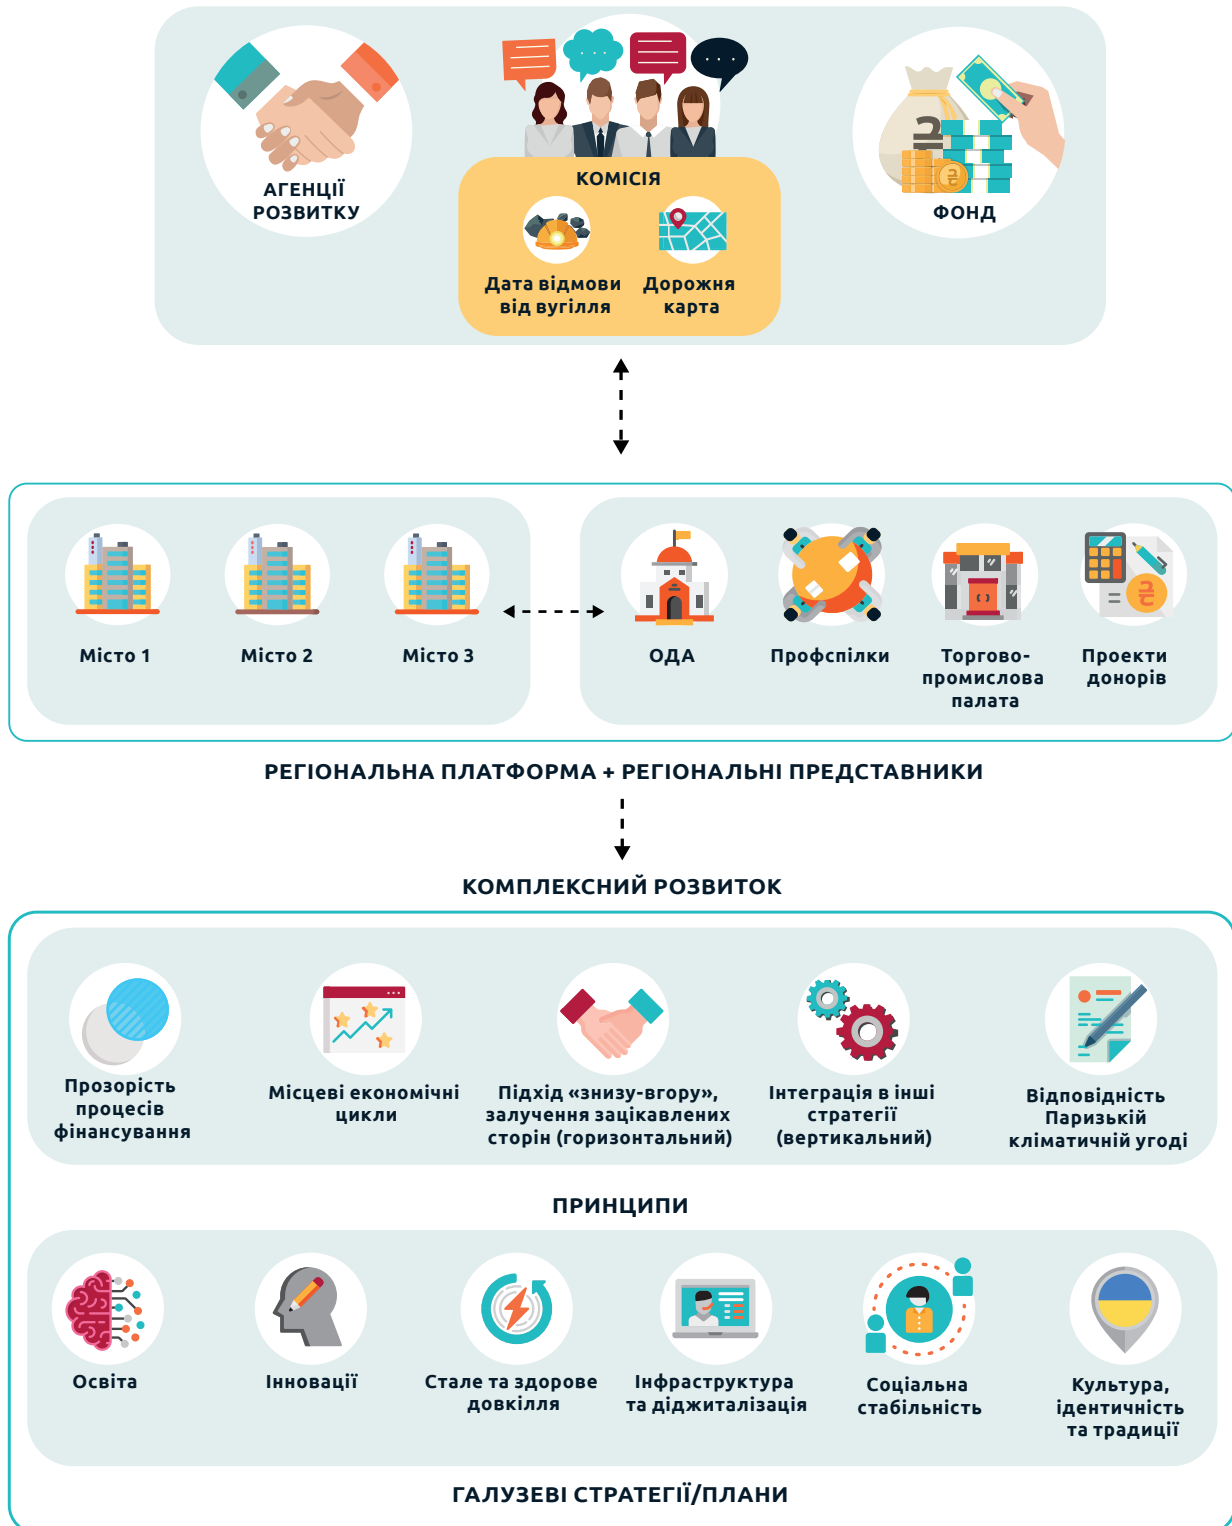 АГЕНЦІЇ
РОЗВИТКУ
КОМІСІЯ
Дата відмови
від вугілля
Дорожня
карта
ФОНД
Місто 1
Місто 2
Місто 3
ОДА
Профспілки
Торгово-
промислова
палата
Проекти
донорів
РЕГІОНАЛЬНА ПЛАТФОРМА + РЕГІОНАЛЬНІ ПРЕДСТАВНИКИ
КОМПЛЕКСНИЙ РОЗВИТОК
Прозорість
процесів
фінансування
Місцеві економічні
цикли
Підхід «знизу-вгору»,
залучення зацікавлених
сторін (горизонтальний)
Інтеграція в інші
стратегії
(вертикальний)
Відповідність
Паризькій
кліматичній угоді
ПРИНЦИПИ
Освіта
Інновації
Стале та здорове
довкілля
Інфраструктура
та діджиталізація
Соціальна
стабільність
Культура,
ідентичність
та традиції
ГАЛУЗЕВІ СТРАТЕГІЇ/ПЛАНИ